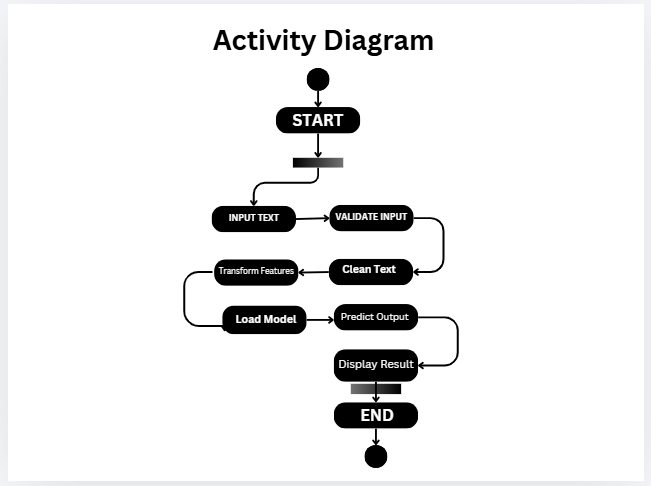 Activity Diagram
START
INPUT TEXT
VALIDATE INPUT
Transform Features
Clean Text
Load Model
Predict Output
Display Result
END